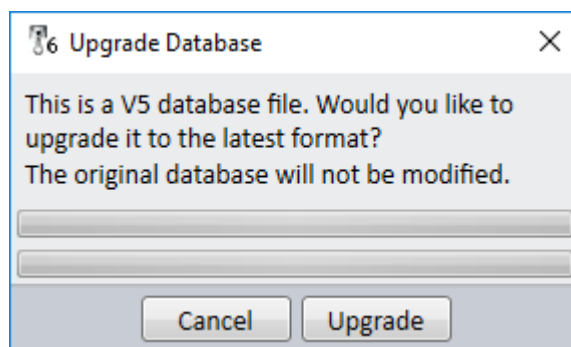 6 Upgrade Database
This is a V5 database file. Would you like to
upgrade it to the latest format?
The original database will not be modified.
Cancel Upgrade